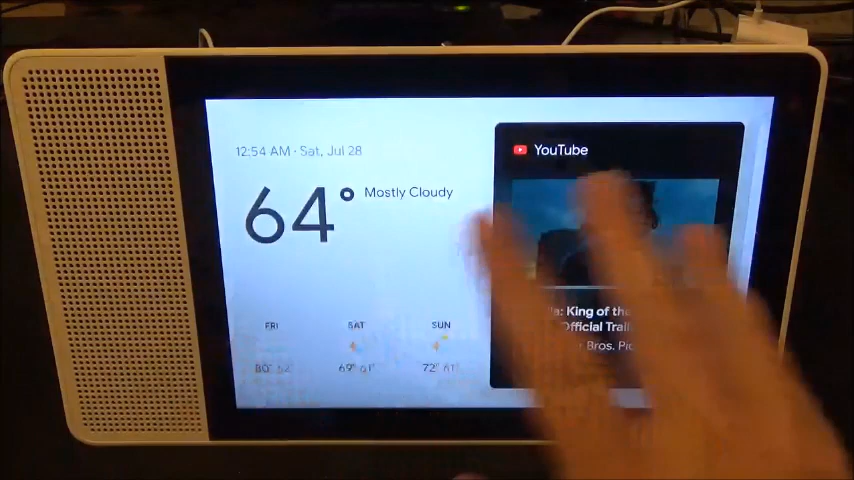 12:54 AM · Sat, Jul 28
64° Mostly Cloudy
FRI SAT SUN
80° 69° 61° 72° 61°
YouTube
King of the
Official Trail
Bros. Pic